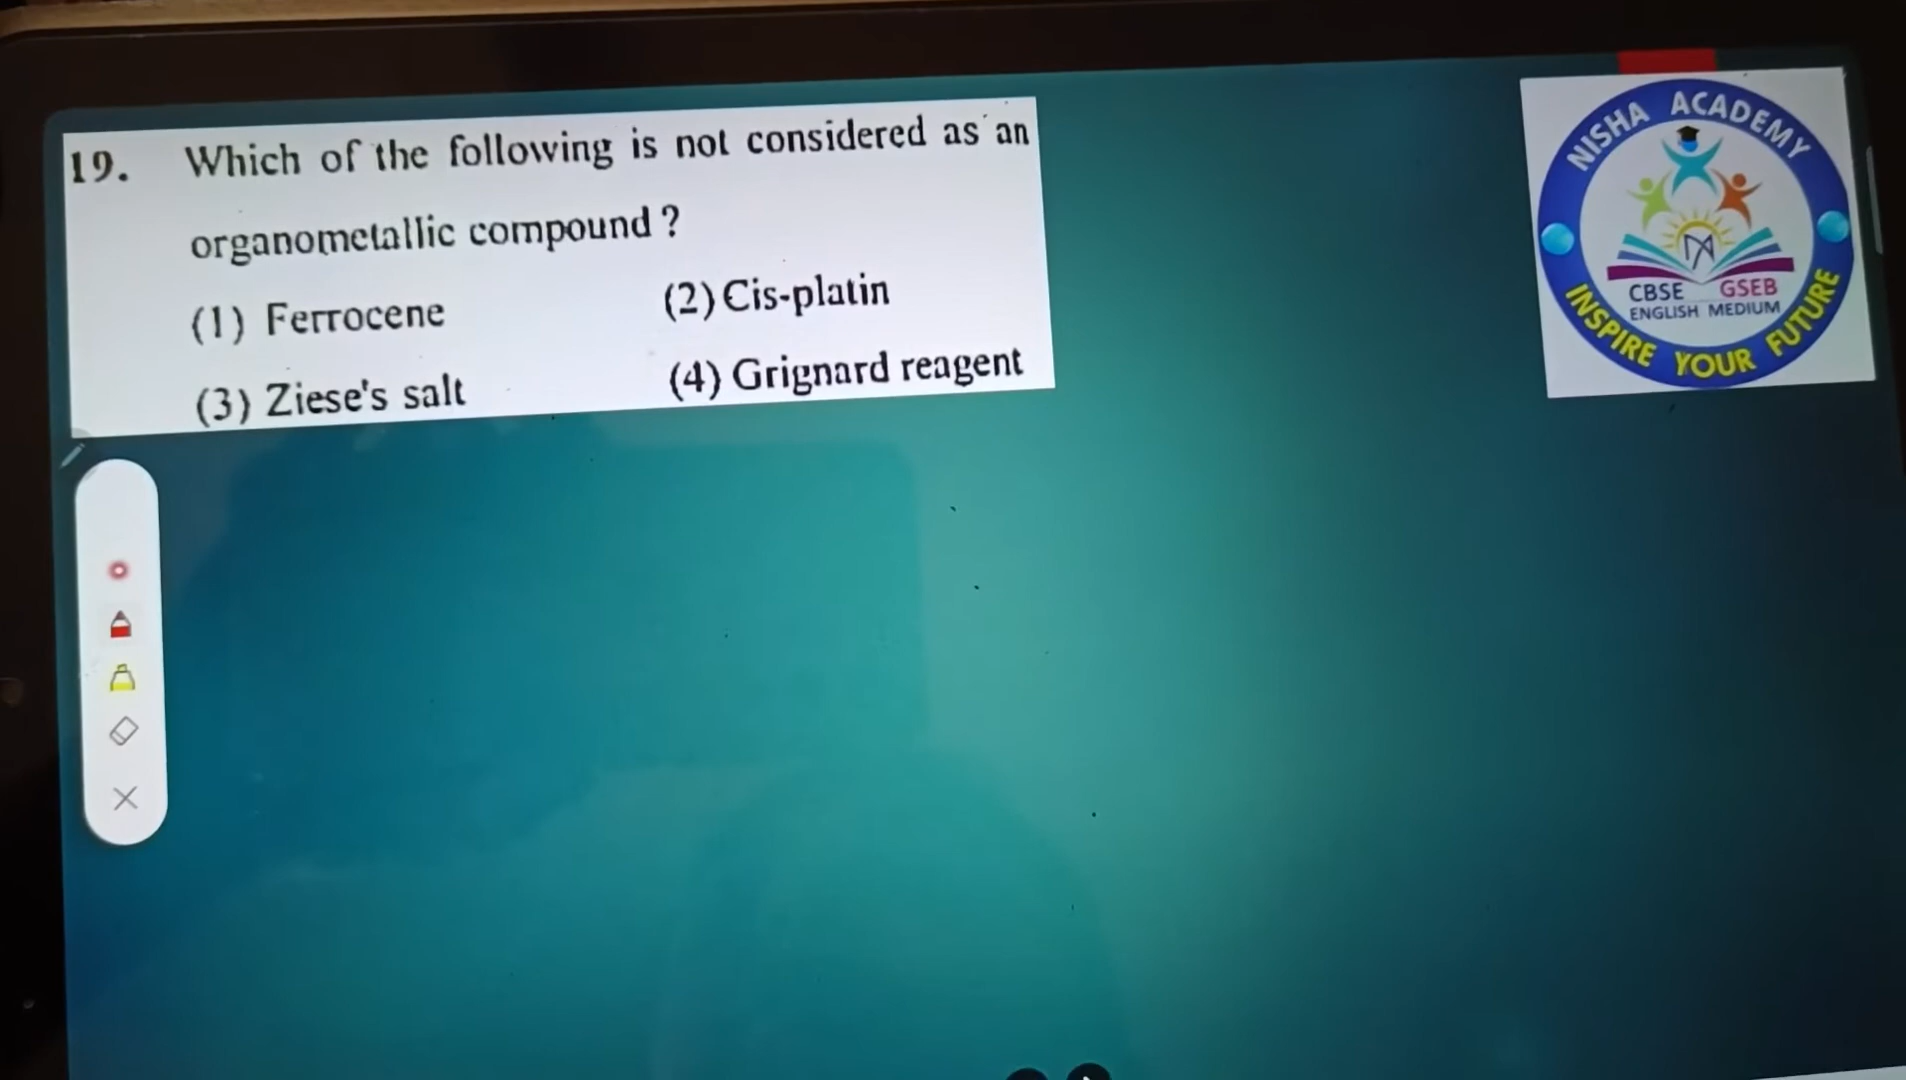 19. Which of the following is not considered as an
organometallic compound ?
(1) Ferrocene (2) Cis-platin
(3) Ziese's salt (4) Grignard reagent
NISHA ACADEMY
CBSE GSEB
ENGLISH MEDIUM
INSPIRE YOUR FUTURE